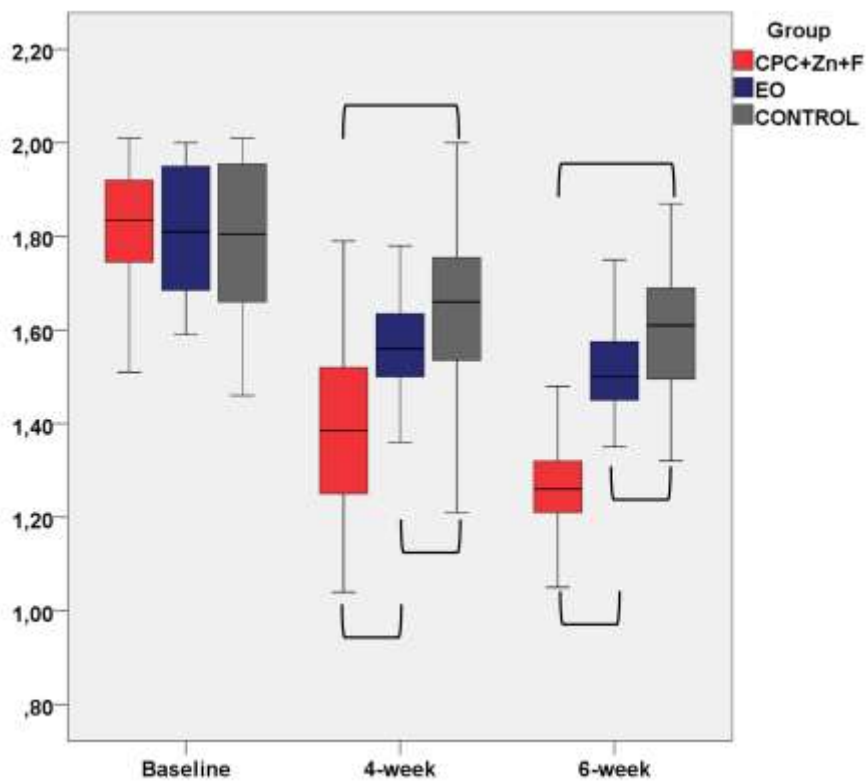 Group
CPC+Zn+F
EO
CONTROL
2,20
2,00
1,80
1,60
1,40
1,20
1,00
,80
Baseline
4-week
6-week